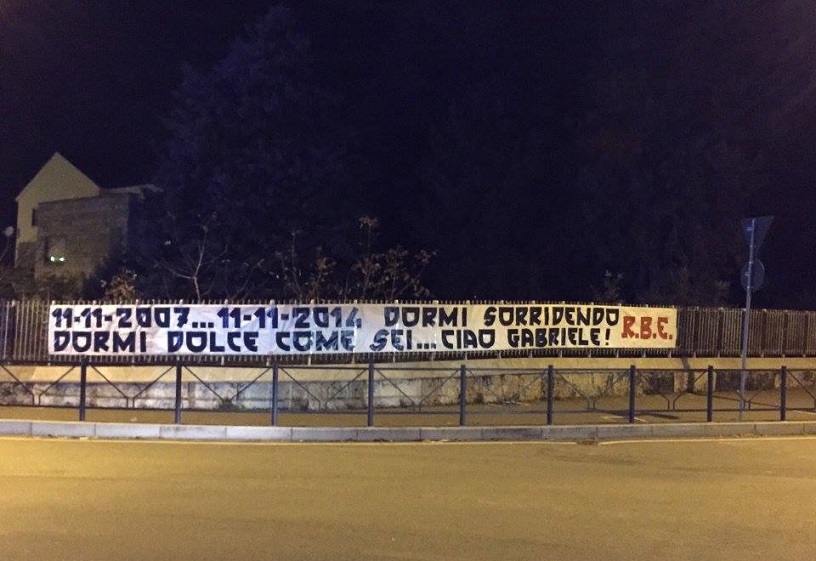 11-11-2007...11-11-2014 DORMI SORRIDENDO
DORMI DOLCE COME SEI...CIAO GABRIELE!
R.B.E.